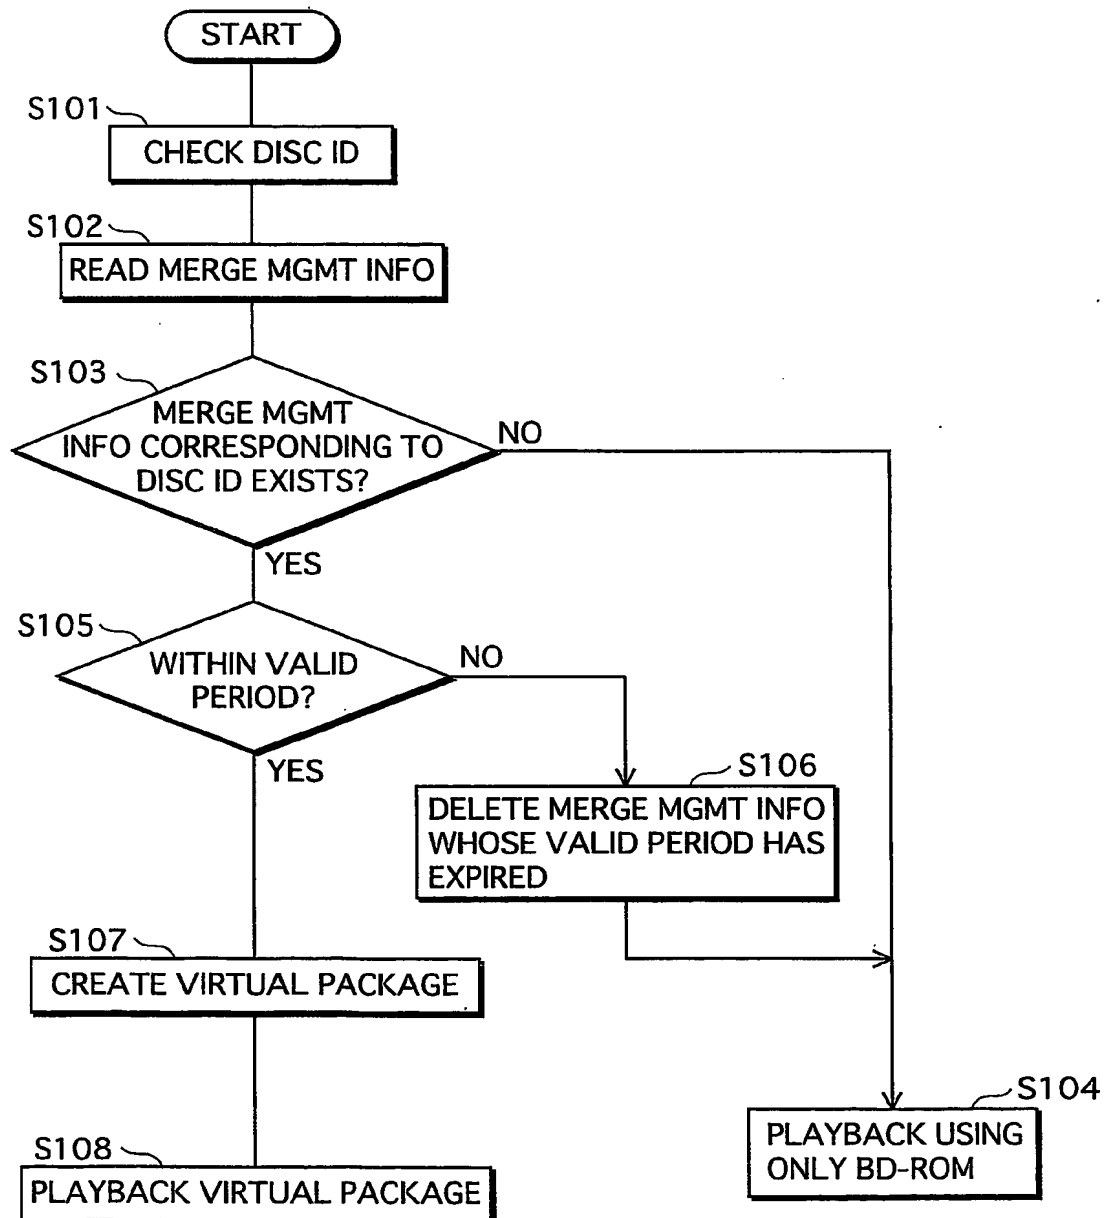 START
S101
CHECK DISC ID
S102
READ MERGE MGMT INFO
S103
MERGE MGMT
INFO CORRESPONDING TO
DISC ID EXISTS?
NO
YES
S105
WITHIN VALID
PERIOD?
NO
YES
S106
DELETE MERGE MGMT INFO
WHOSE VALID PERIOD HAS
EXPIRED
S107
CREATE VIRTUAL PACKAGE
S104
PLAYBACK USING
ONLY BD-ROM
S108
PLAYBACK VIRTUAL PACKAGE